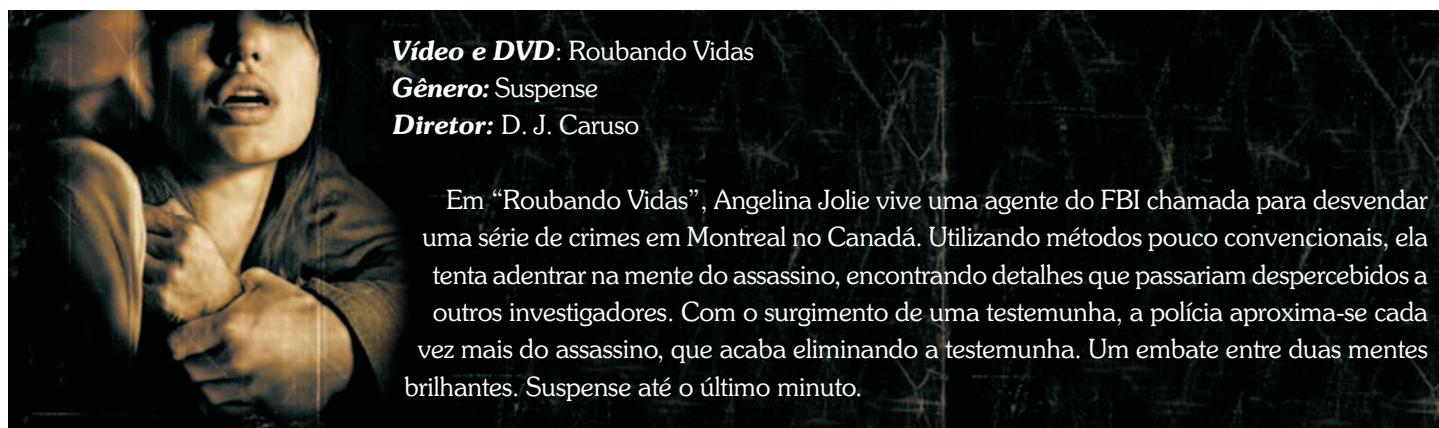 Vídeo e DVD: Roubando Vidas
Gênero: Suspense
Diretor: D. J. Caruso
Em “Roubando Vidas”, Angelina Jolie vive uma agente do FBI chamada para desvendar
uma série de crimes em Montreal no Canadá. Utilizando métodos pouco convencionais, ela
tenta adentrar na mente do assassino, encontrando detalhes que passariam despercebidos a
outros investigadores. Com o surgimento de uma testemunha, a polícia aproxima-se cada
vez mais do assassino, que acaba eliminando a testemunha. Um embate entre duas mentes
brilhantes. Suspense até o último minuto.